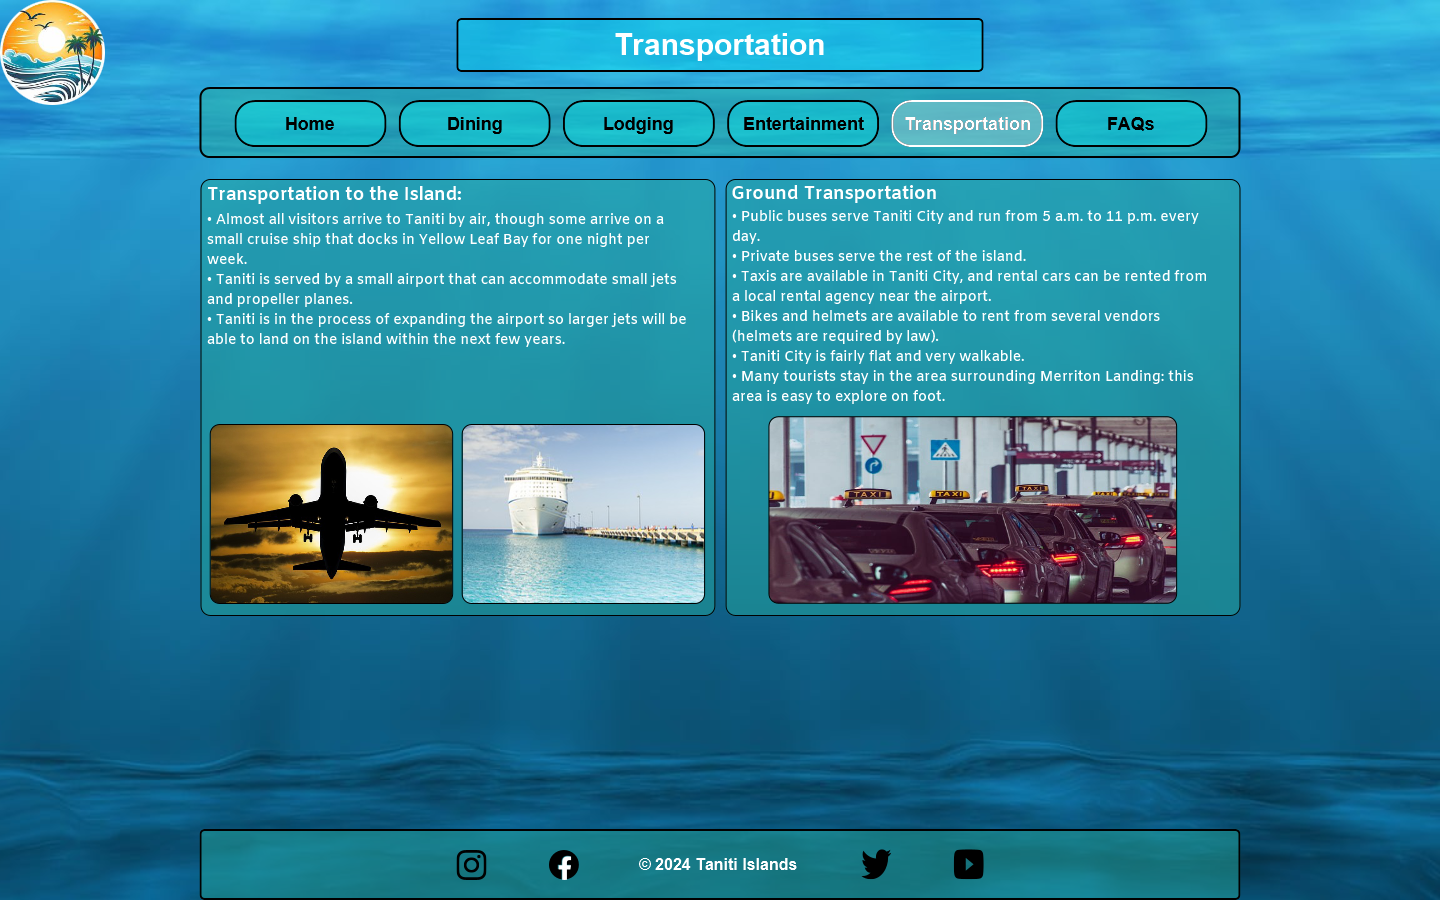 Transportation
Home
Dining
Lodging
Entertainment
Transportation
FAQs
Transportation to the Island:
• Almost all visitors arrive to Taniti by air, though some arrive on a
small cruise ship that docks in Yellow Leaf Bay for one night per
week.
• Taniti is served by a small airport that can accommodate small jets
and propeller planes.
• Taniti is in the process of expanding the airport so larger jets will be
able to land on the island within the next few years.
Ground Transportation
• Public buses serve Taniti City and run from 5 a.m. to 11 p.m. every
day.
• Private buses serve the rest of the island.
• Taxis are available in Taniti City, and rental cars can be rented from
a local rental agency near the airport.
• Bikes and helmets are available to rent from several vendors
(helmets are required by law).
• Taniti City is fairly flat and very walkable.
• Many tourists stay in the area surrounding Merriton Landing: this
area is easy to explore on foot.
TAXI
TAXI
TAXI
© 2024 Taniti Islands